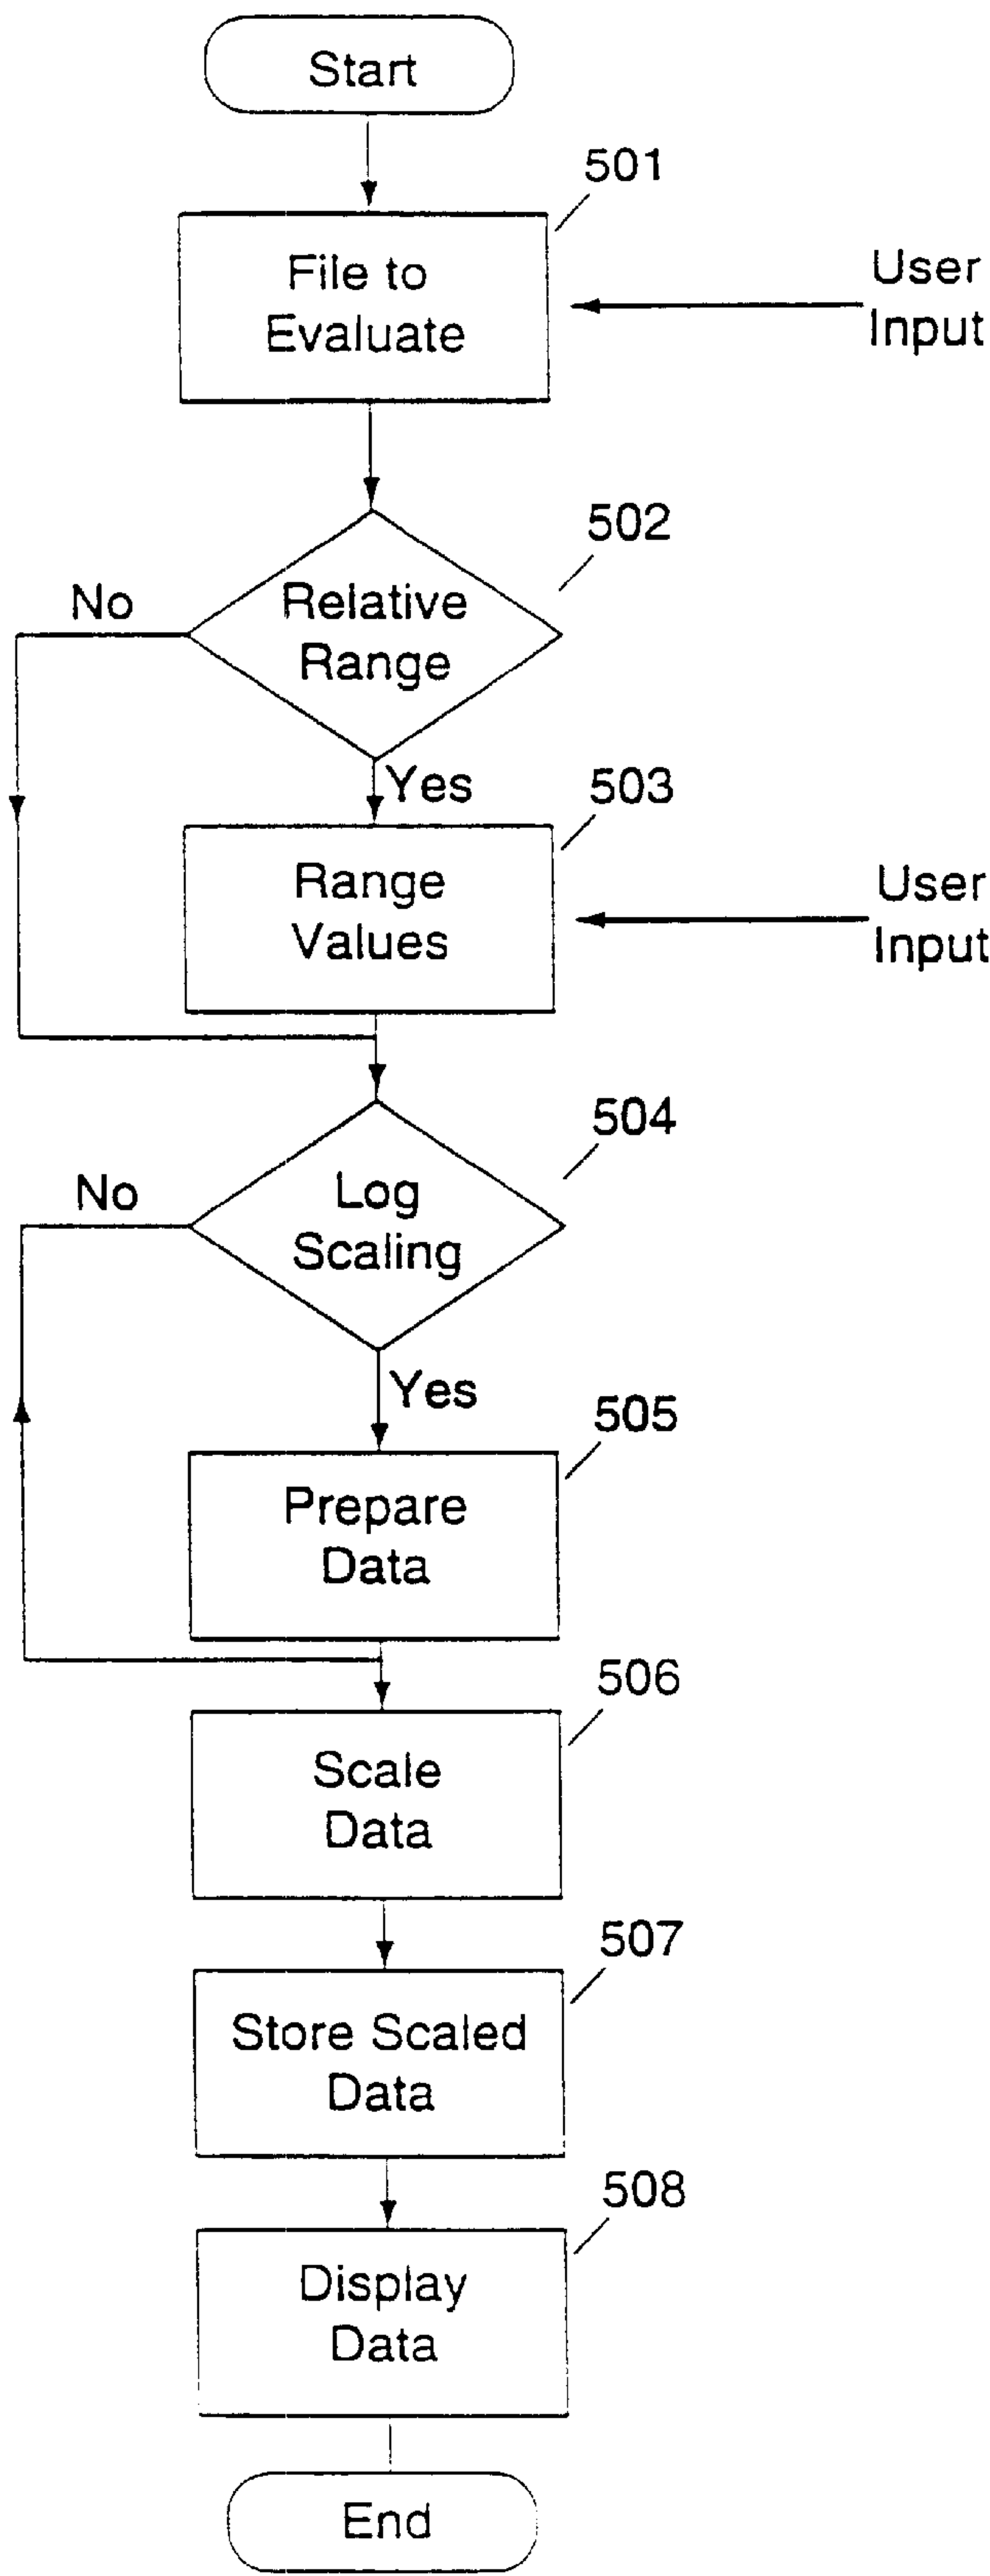 Start
501
File to
Evaluate
User
Input
502
Relative
Range
No
Yes
503
Range
Values
User
Input
504
Log
Scaling
No
Yes
505
Prepare
Data
506
Scale
Data
507
Store Scaled
Data
508
Display
Data
End